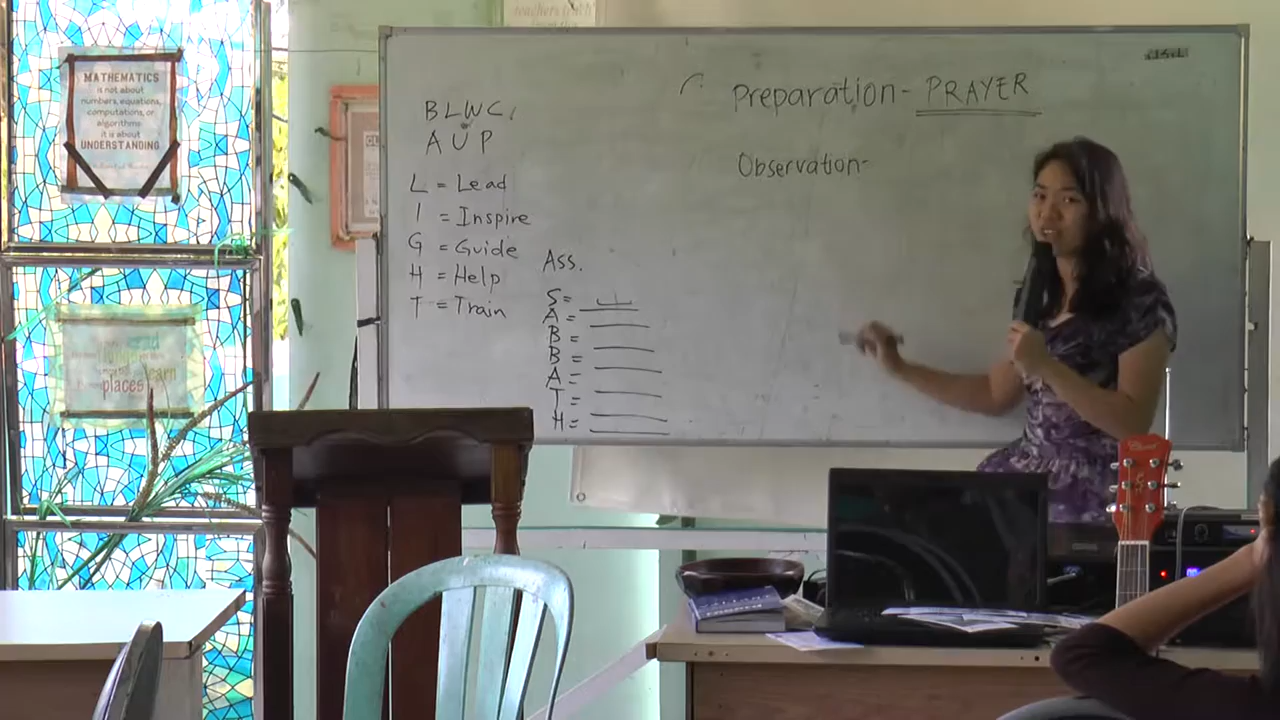 MATHEMATICS
is not about
numbers, equations,
computations, or
algorithms:
it is about
UNDERSTANDING
learn
places
BLWC,
AUP
L = Lead
I = Inspire
G = Guide
H = Help
T = Train
Ass.
S =
A =
B =
B =
A =
T =
H =
Preparation- PRAYER
Observation-